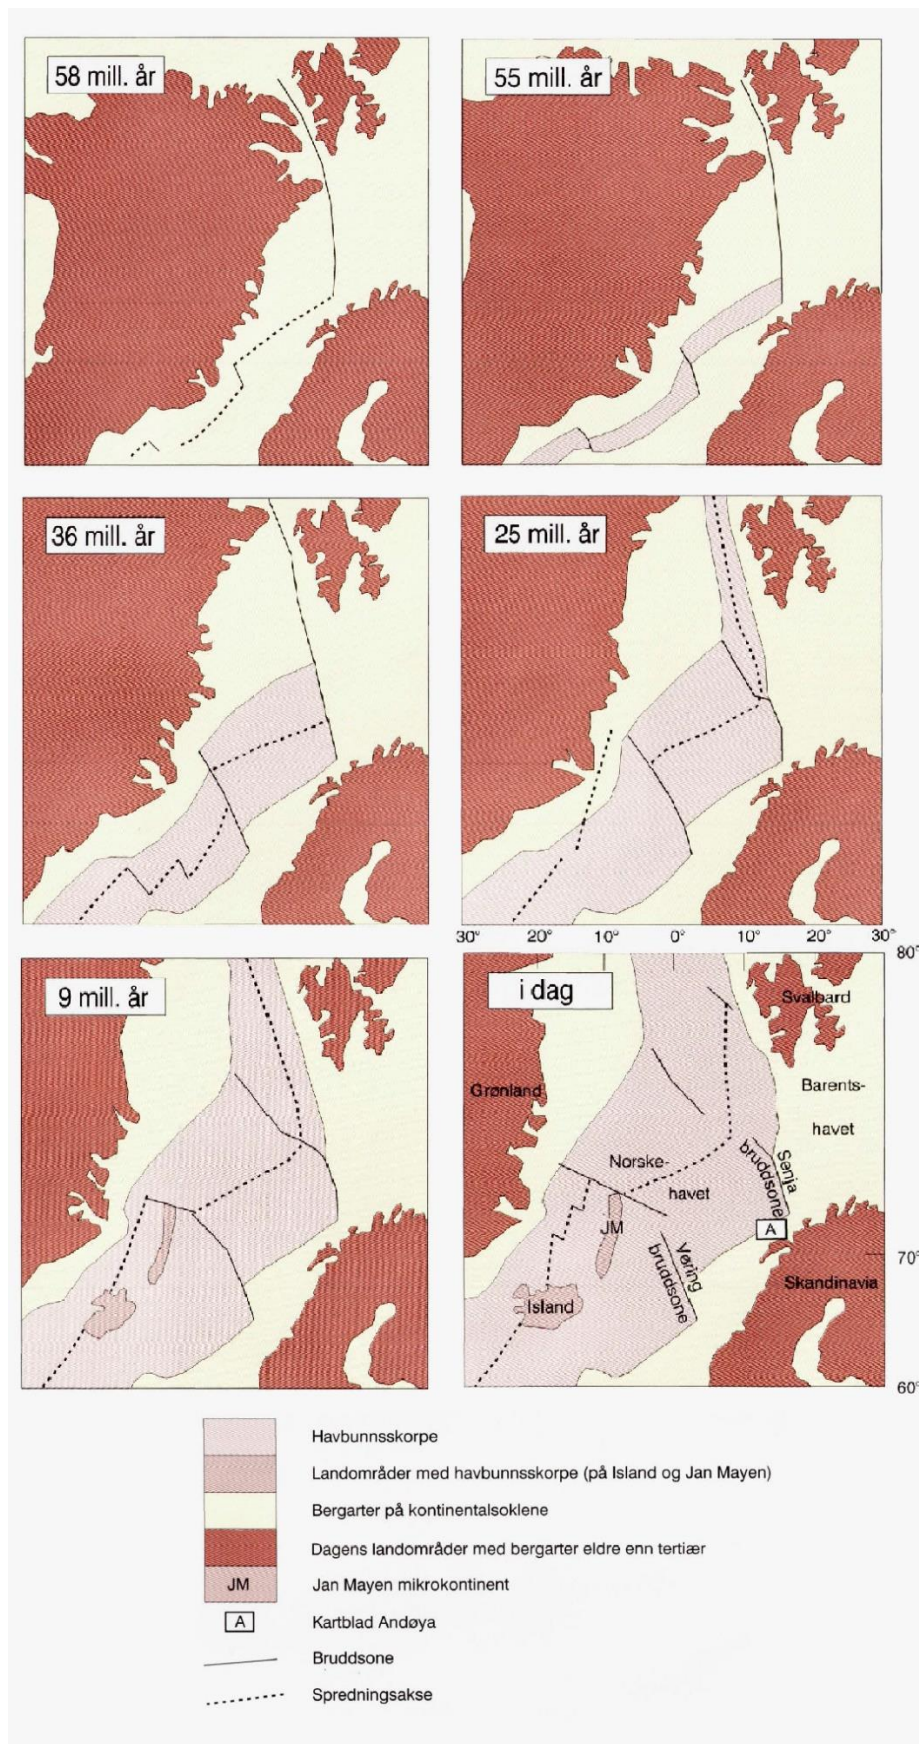 58 mill. år
55 mill. år
36 mill. år
25 mill. år
30° 20° 10° 0° 10° 20° 30°
80°
9 mill. år
i dag
Svalbard
Grønland
Barents-
havet
Norske-
havet
Senja
bruddsone
A
JM
70°
Vøring
bruddsone
Skandinavia
Island
60°
Havbunnsskorpe
Landområder med havbunnsskorpe (på Island og Jan Mayen)
Bergarter på kontinentalsoklene
Dagens landområder med bergarter eldre enn tertiær
JM Jan Mayen mikrokontinent
A Kartblad Andøya
Bruddsone
Spredningsakse